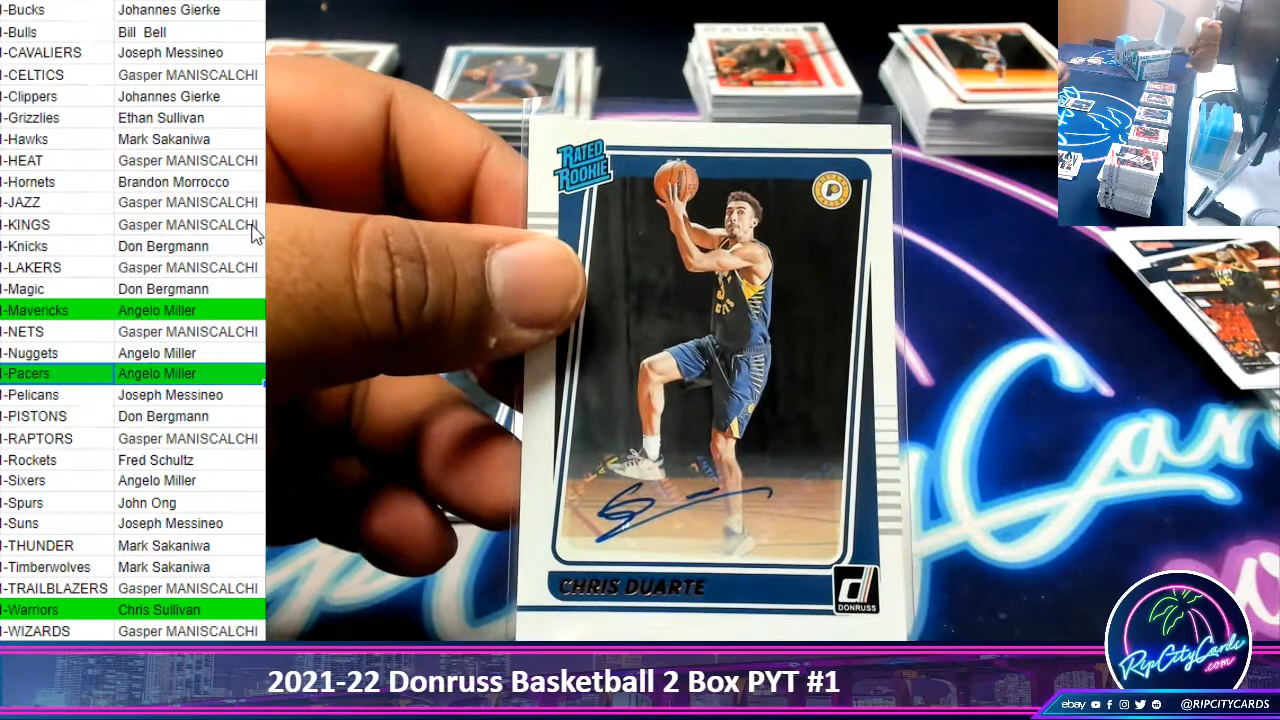 I-Bucks Johannes Gierke
I-Bulls Bill Bell
I-CAVALIERS Joseph Messineo
I-CELTICS Gasper MANISCALCHI
I-Clippers Johannes Gierke
I-Grizzlies Ethan Sullivan
I-Hawks Mark Sakaniwa
I-HEAT Gasper MANISCALCHI
I-Hornets Brandon Morrocco
I-JAZZ Gasper MANISCALCHI
I-KINGS Gasper MANISCALCHI
I-Knicks Don Bergmann
I-LAKERS Gasper MANISCALCHI
I-Magic Don Bergmann
I-Mavericks Angelo Miller
I-NETS Gasper MANISCALCHI
I-Nuggets Angelo Miller
I-Pacers Angelo Miller
I-Pelicans Joseph Messineo
I-PISTONS Don Bergmann
I-RAPTORS Gasper MANISCALCHI
I-Rockets Fred Schultz
I-Sixers Angelo Miller
I-Spurs John Ong
I-Suns Joseph Messineo
I-THUNDER Mark Sakaniwa
I-Timberwolves Mark Sakaniwa
I-TRAILBLAZERS Gasper MANISCALCHI
I-Warriors Chris Sullivan
I-WIZARDS Gasper MANISCALCHI
RATED
ROOKIE
CHRIS DUARTE
DONRUSS
2021-22 Donruss Basketball 2 Box PYT #1
RipCityCards
.com
ebay @RIPCITYCARDS